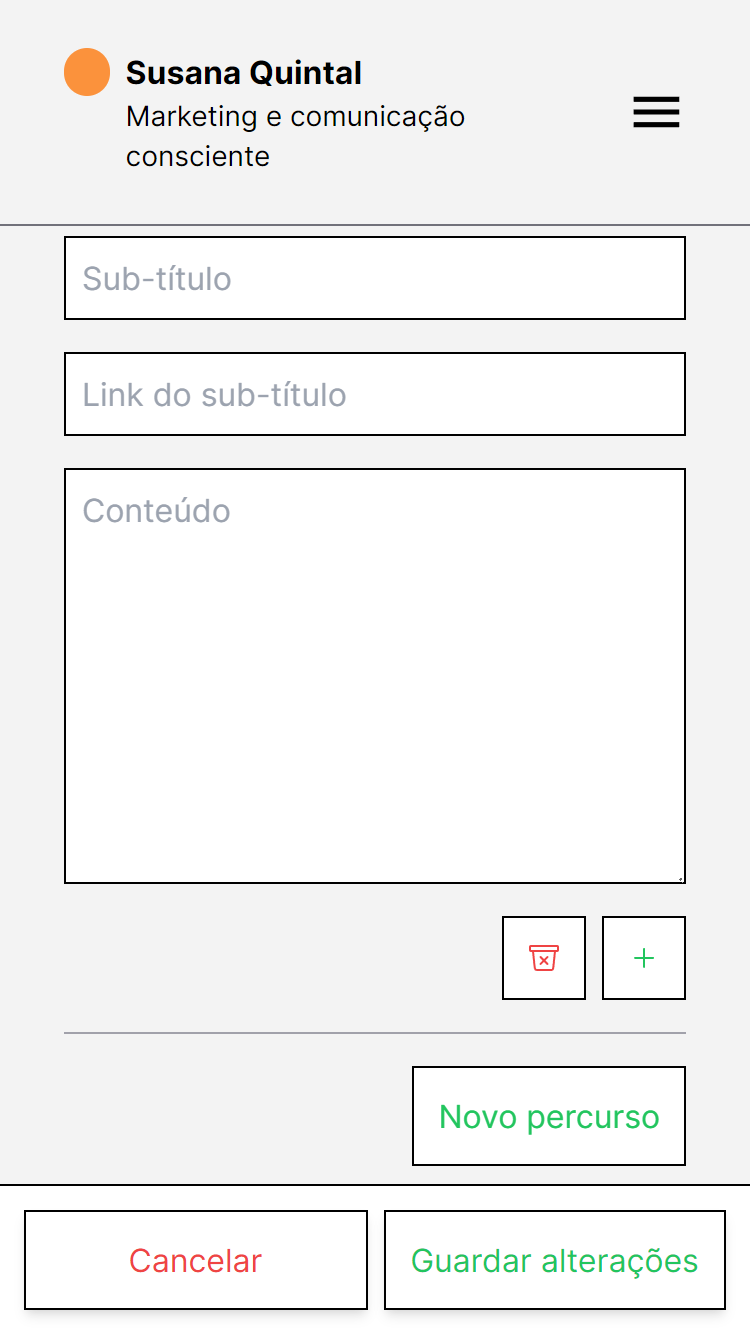 Susana Quintal
Marketing e comunicação
consciente
Sub-título
Link do sub-título
Conteúdo
Novo percurso
Cancelar
Guardar alterações